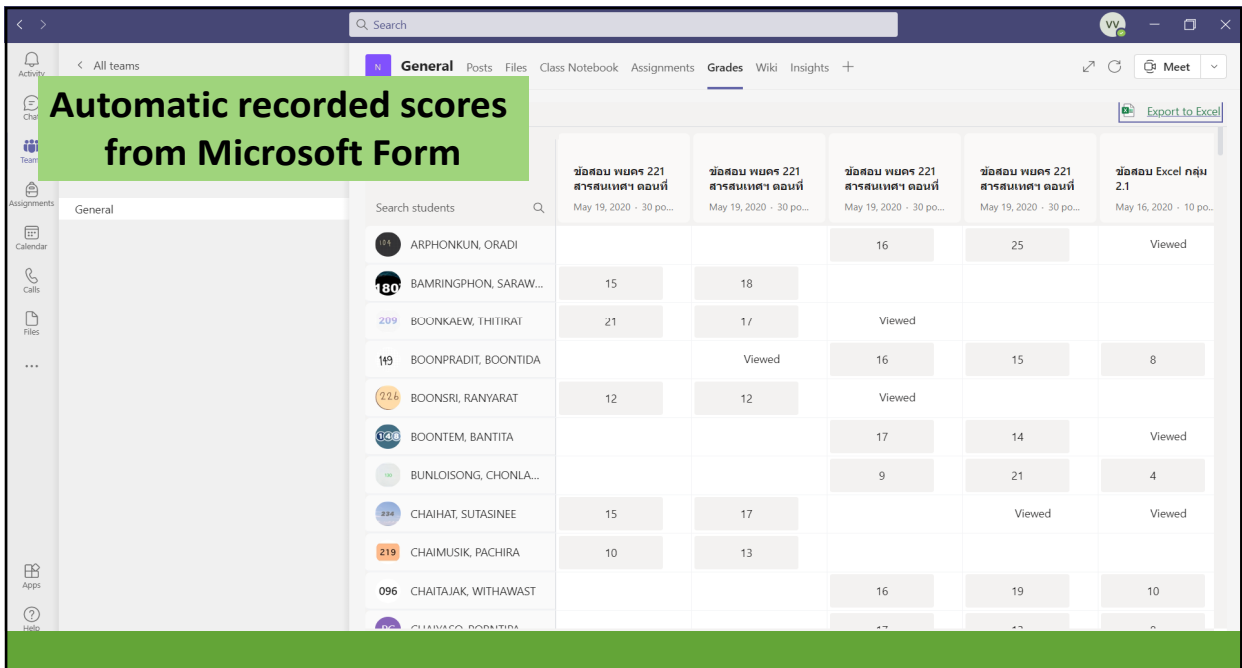 Search
VV
Activity
Chat
Teams
Assignments
Calendar
Calls
Files
...
Apps
Help
All teams
General
Automatic recorded scores
from Microsoft Form
N General Posts Files Class Notebook Assignments Grades Wiki Insights +
Meet
Export to Excel
Search students
ข้อสอบ พยคร 221
สารสนเทศฯ ตอนที่
May 19, 2020 · 30 po...
ข้อสอบ พยคร 221
สารสนเทศฯ ตอนที่
May 19, 2020 · 30 po...
ข้อสอบ พยคร 221
สารสนเทศฯ ตอนที่
May 19, 2020 · 30 po...
ข้อสอบ พยคร 221
สารสนเทศฯ ตอนที่
May 19, 2020 · 30 po...
ข้อสอบ Excel กลุ่ม
2.1
May 16, 2020 · 10 po..
184 ARPHONKUN, ORADI 16 25 Viewed
180 BAMRINGPHON, SARAW... 15 18
209 BOONKAEW, THITIRAT 21 17 Viewed
149 BOONPRADIT, BOONTIDA Viewed 16 15 8
226 BOONSRI, RANYARAT 12 12 Viewed
148 BOONTEM, BANTITA 17 14 Viewed
BUNLOISONG, CHONLA... 9 21 4
234 CHAIHAT, SUTASINEE 15 17 Viewed Viewed
219 CHAIMUSIK, PACHIRA 10 13
096 CHAITAJAK, WITHAWAST 16 19 10